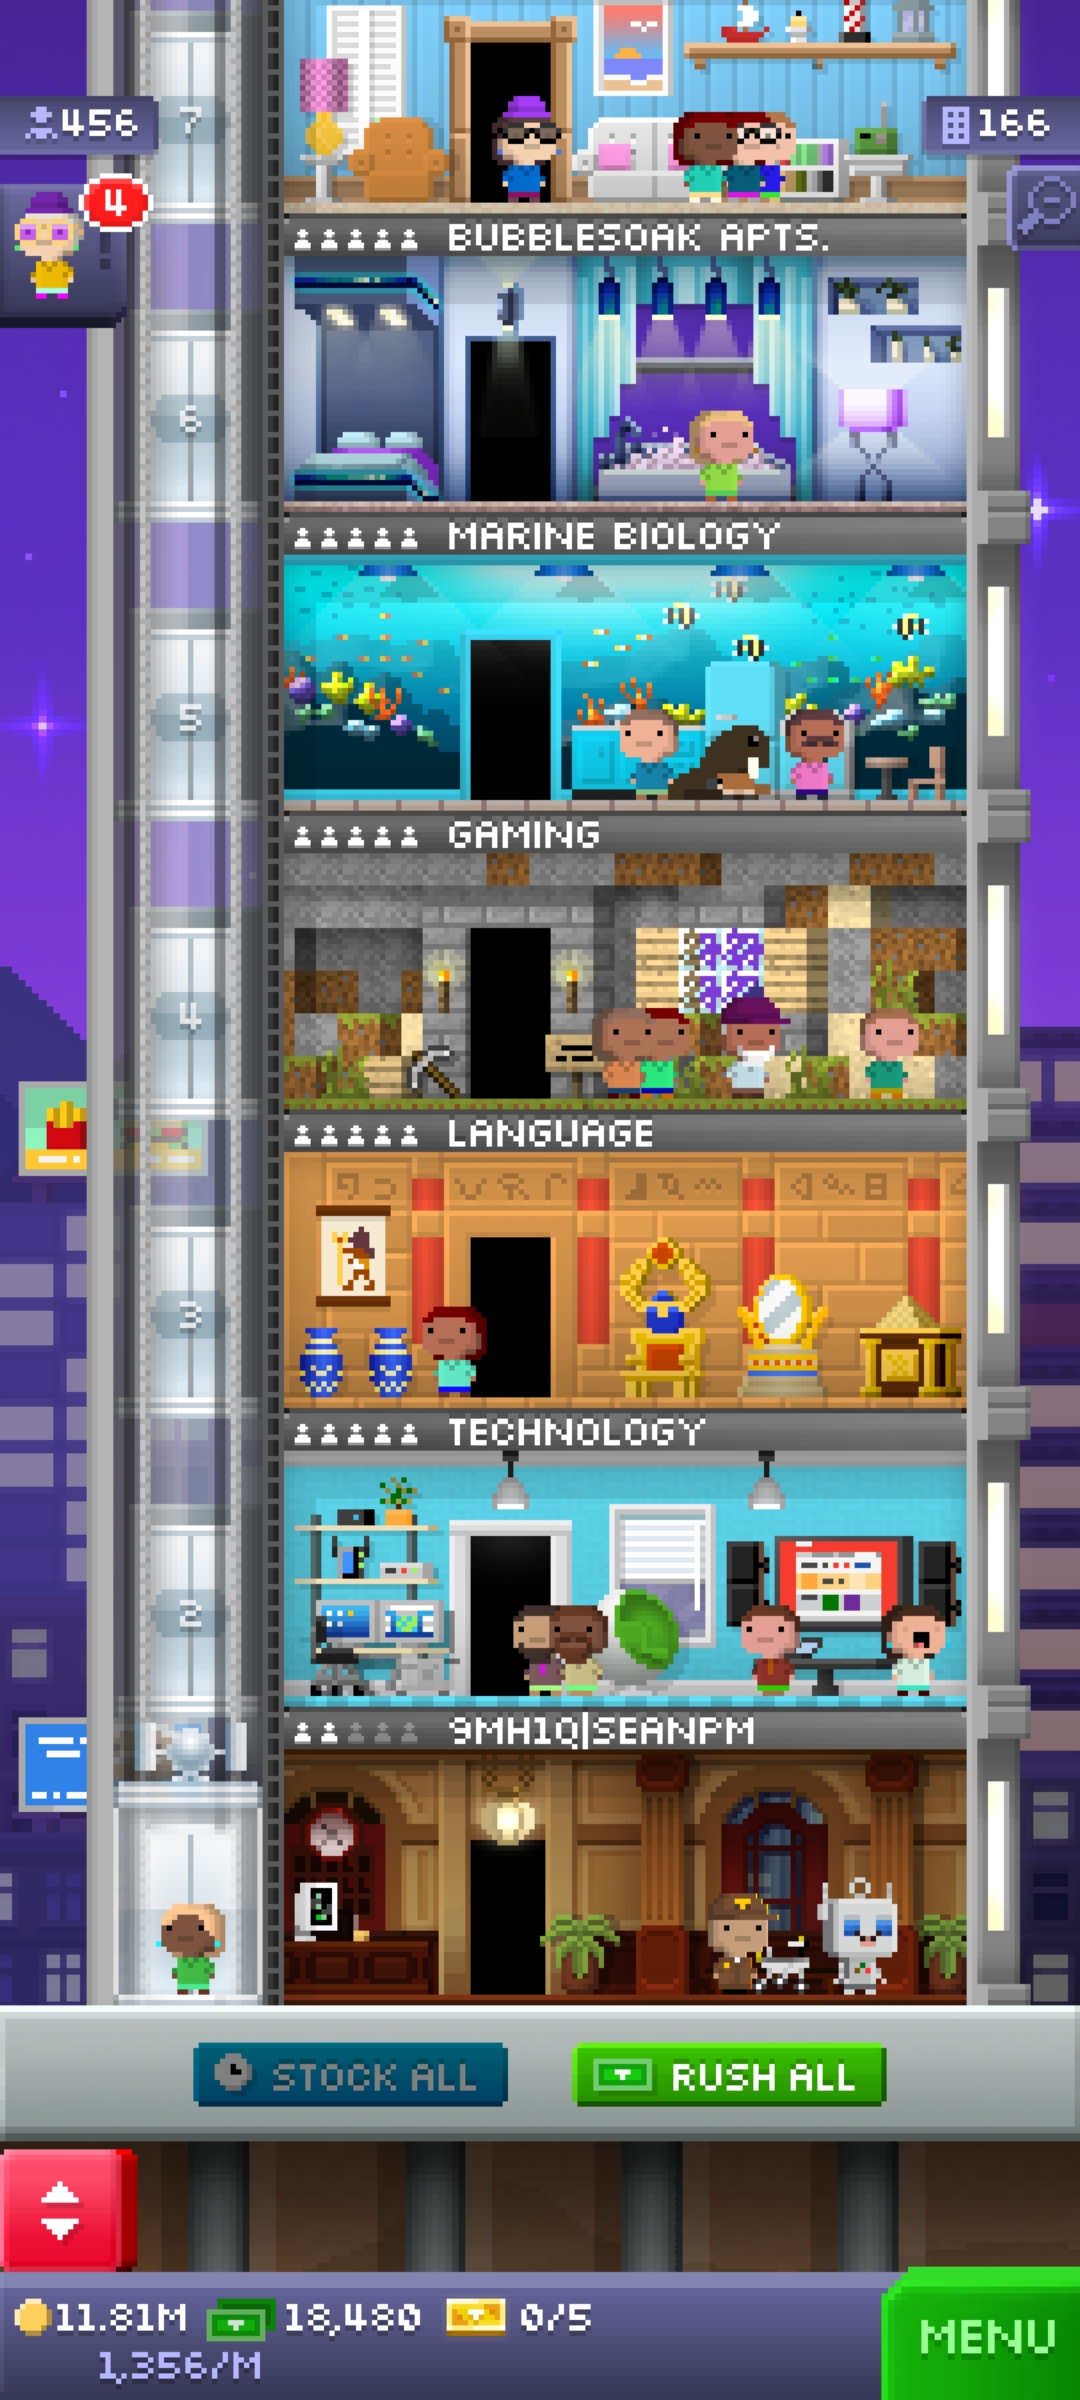 7
456
166
4
BUBBLESOAK APTS.
6
MARINE BIOLOGY
5
GAMING
4
LANGUAGE
3
TECHNOLOGY
2
9MH1Q|SEANPM
STOCK ALL
RUSH ALL
11.81M
18,480
0/5
1,356/M
MENU